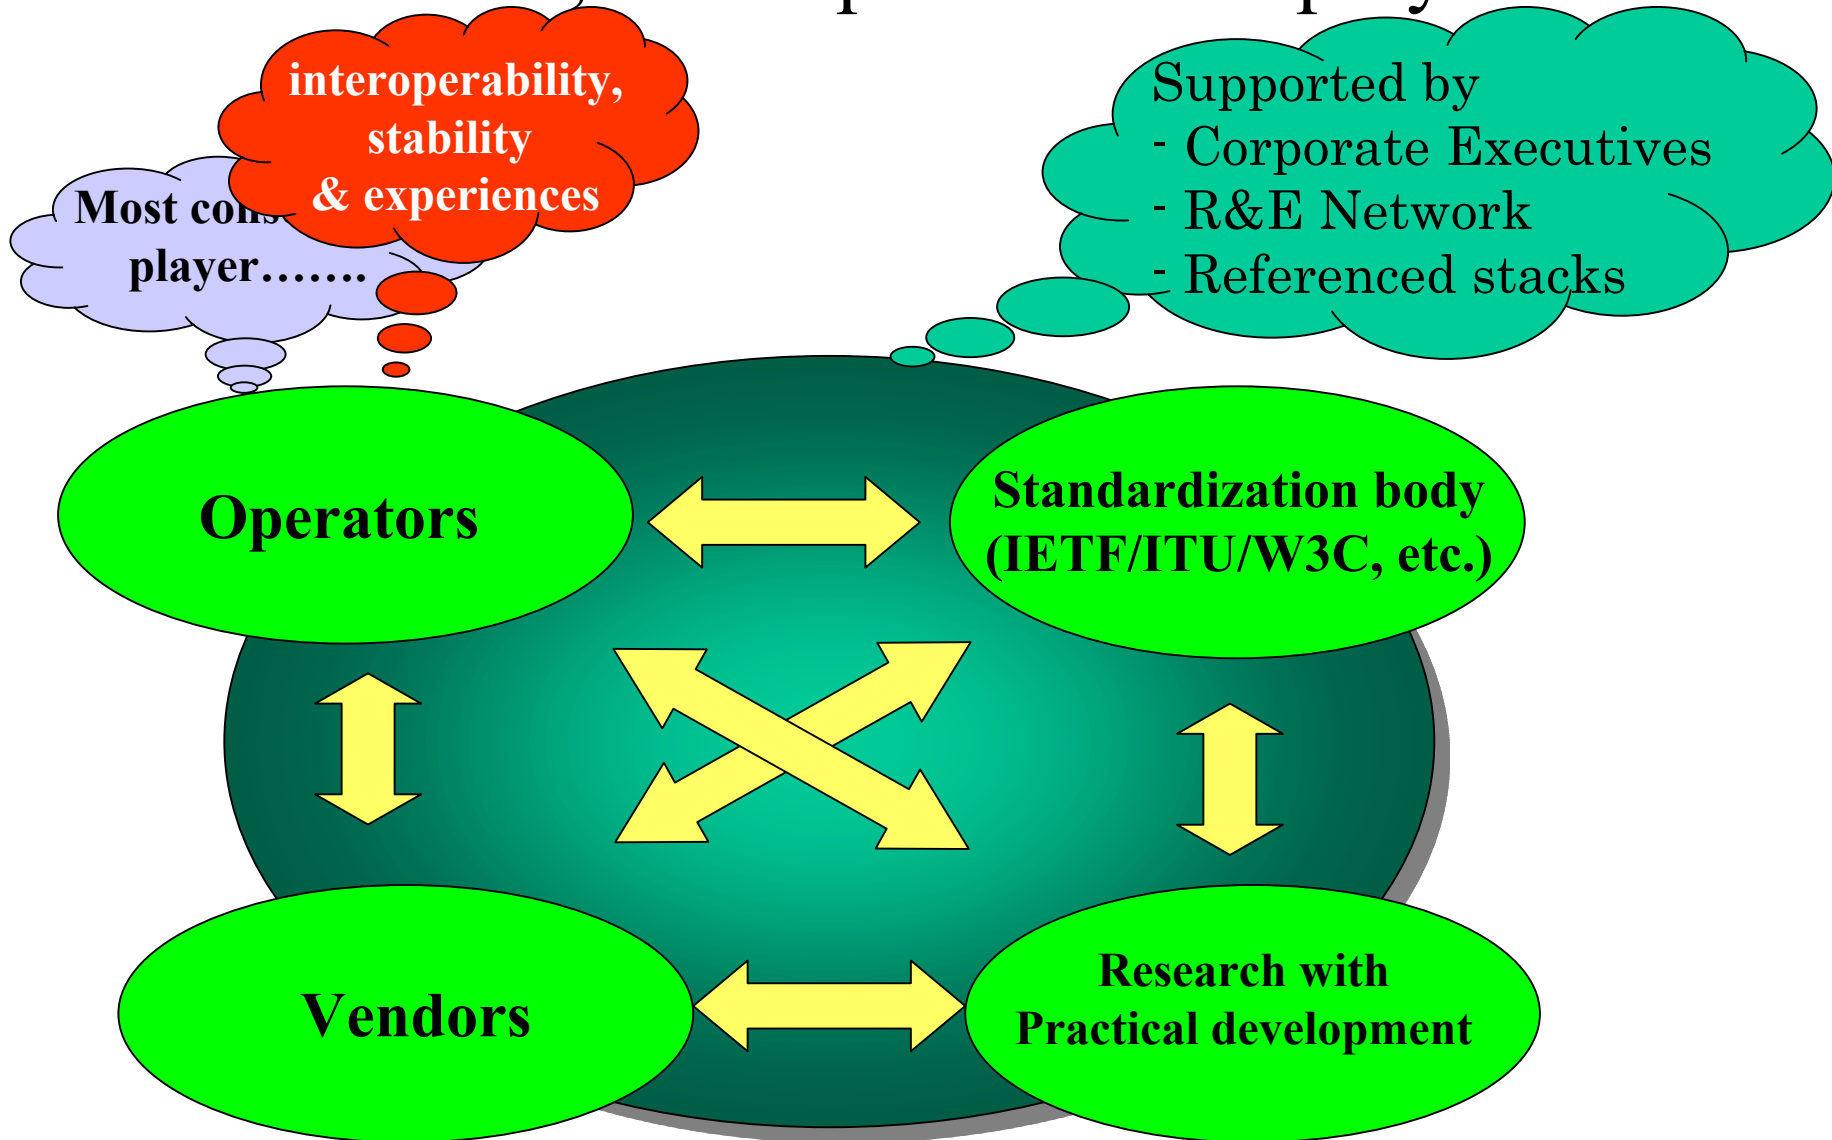 interoperability,
stability
& experiences
Most
player.......
Supported by
- Corporate Executives
- R&E Network
- Referenced stacks
Operators
Standardization body
(IETF/ITU/W3C, etc.)
Vendors
Research with
Practical development